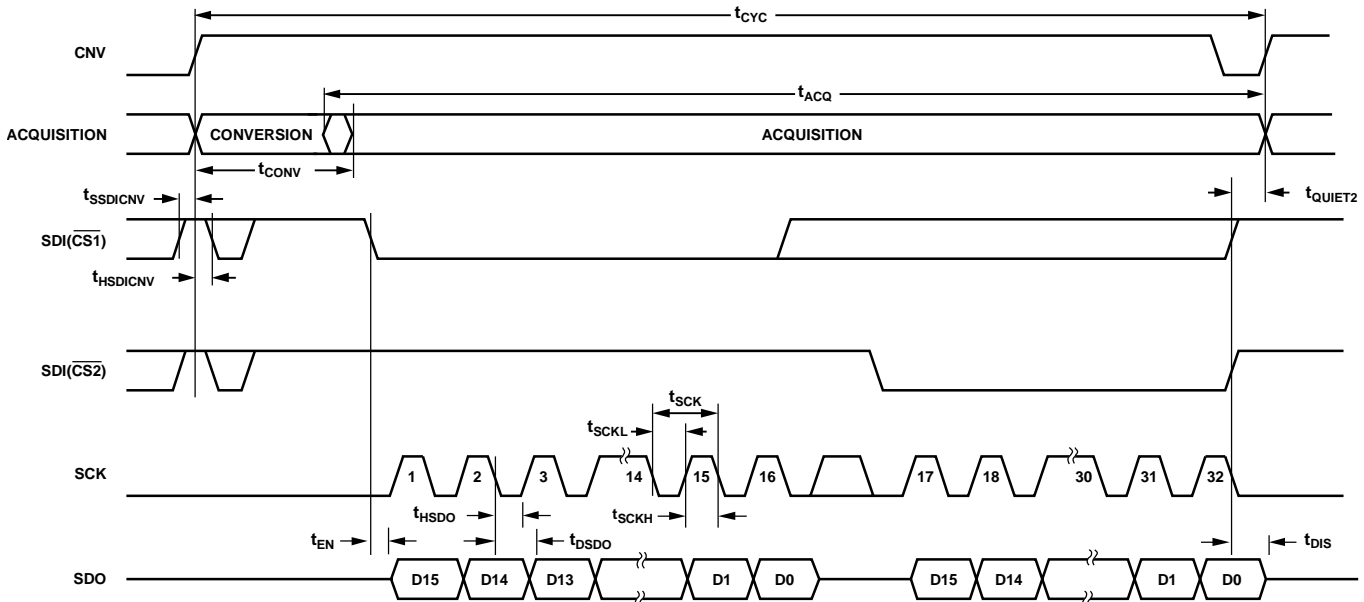 tCYC
CNV
tACQ
ACQUISITION CONVERSION ACQUISITION
tCONV
tSSDICNV tQUIET2
SDI(CS1)
tHSDICNV
SDI(CS2)
tSCK
tSCKL
SCK 1 2 3 14 15 16 17 18 30 31 32
tHSDO tSCKH
tEN tDSDO tDIS
SDO D15 D14 D13 D1 D0 D15 D14 D1 D0